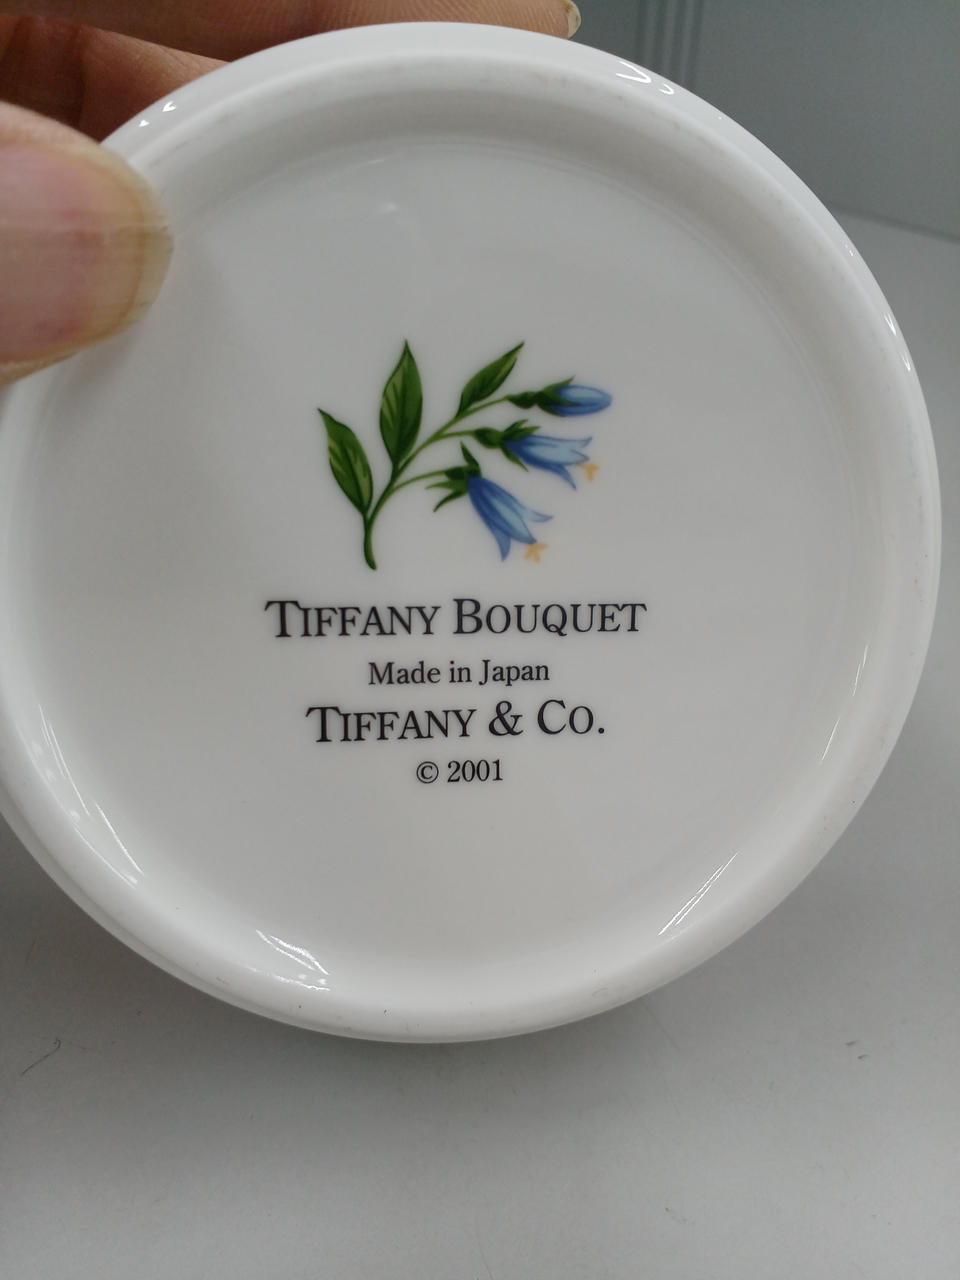 TIFFANY BOUQUET
Made in Japan
TIFFANY & CO.
© 2001